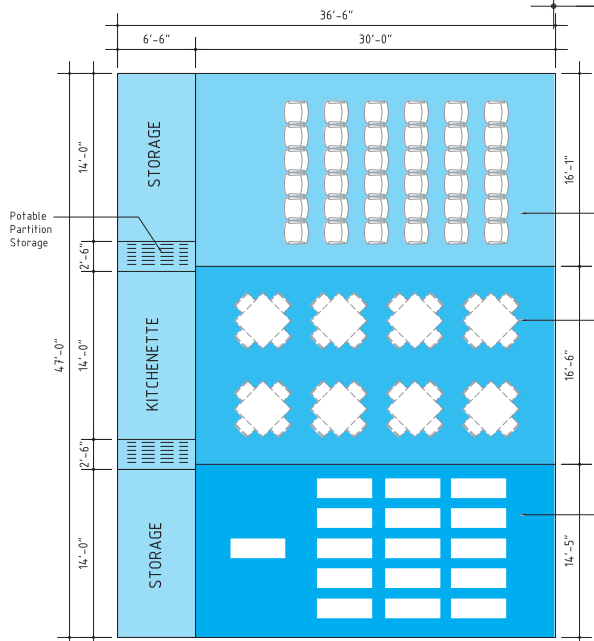 36'-6"
6'-6"
30'-0"
14'-0"
STORAGE
16'-1"
Potable
Partition
Storage
2'-6"
47'-0"
14'-0"
KITCHENETTE
16'-6"
2'-6"
14'-0"
STORAGE
14'-5"